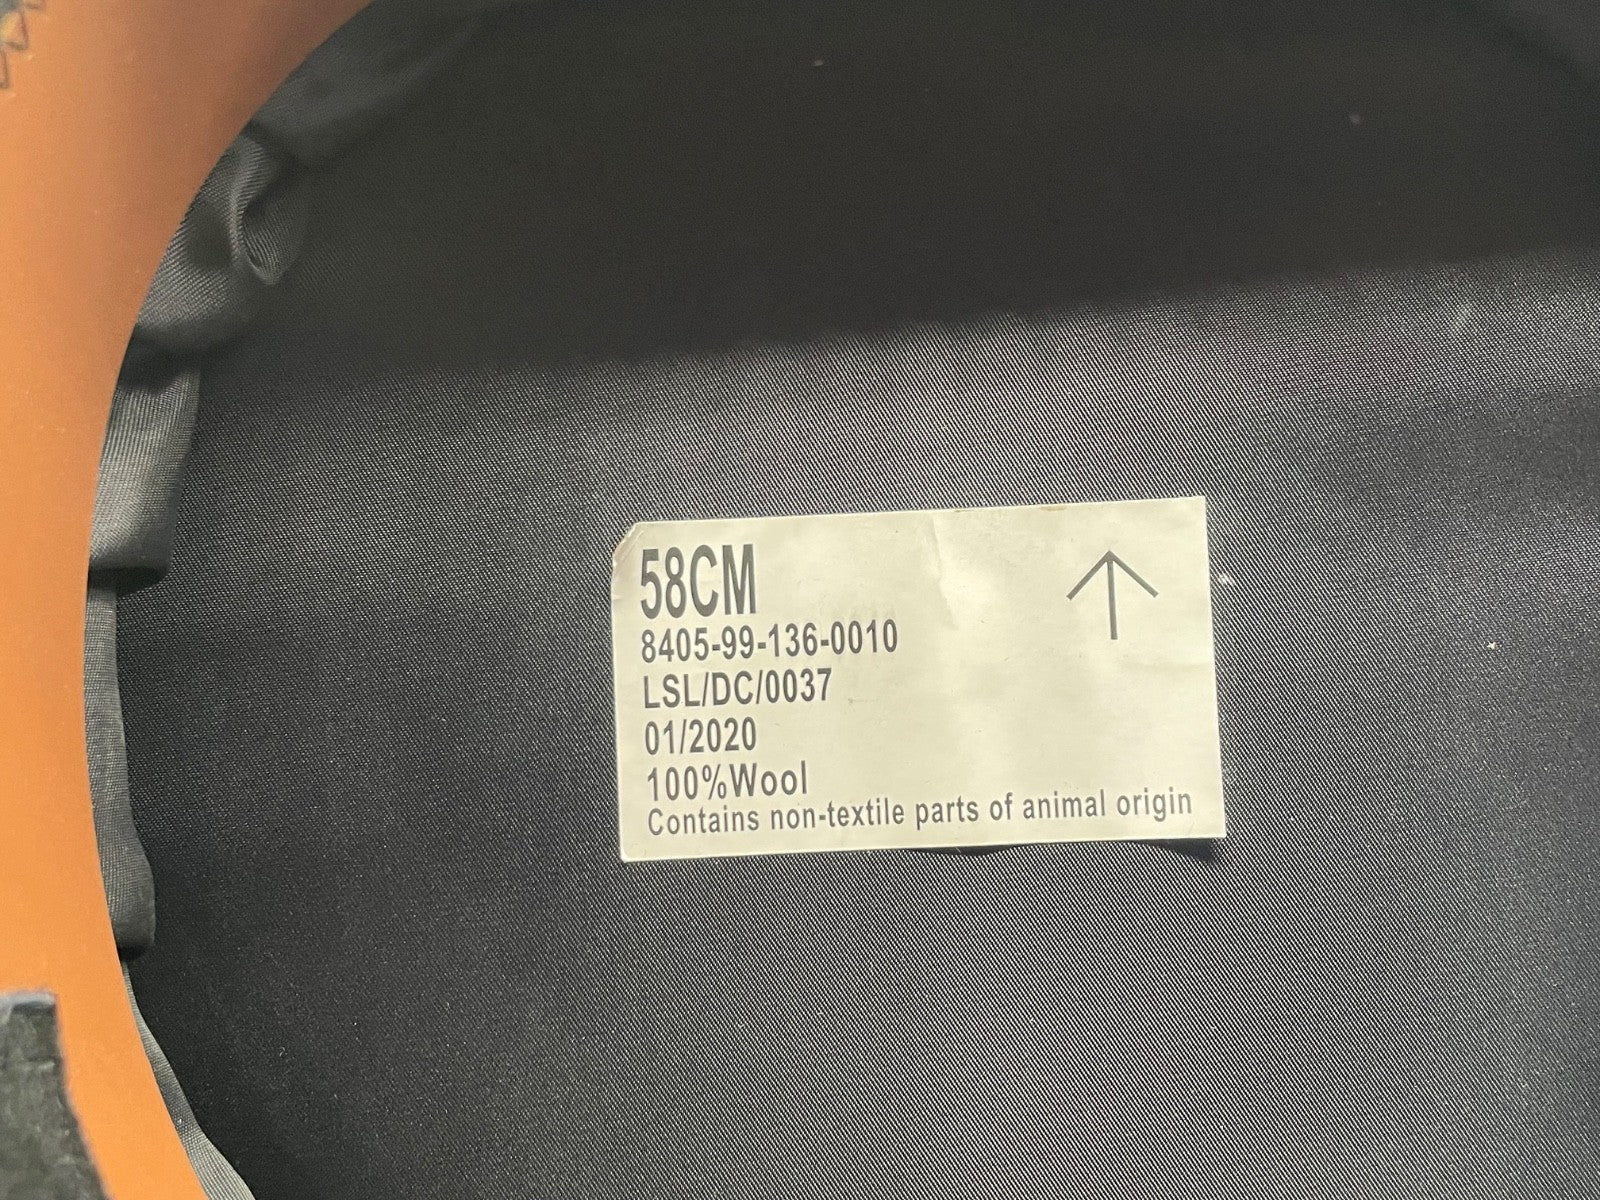 58CM
8405-99-136-0010
LSL/DC/0037
01/2020
100%Wool
Contains non-textile parts of animal origin